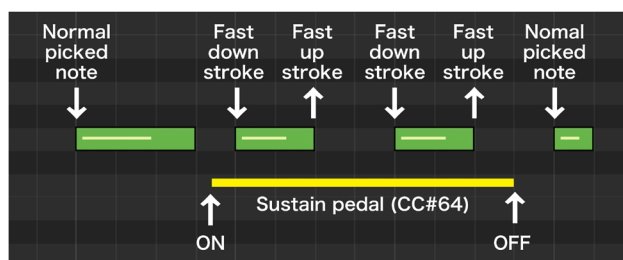 Normal
picked
note
Fast
down
stroke
Fast
up
stroke
Fast
down
stroke
Fast
up
stroke
Nomal
picked
note
Sustain pedal (CC#64)
ON
OFF